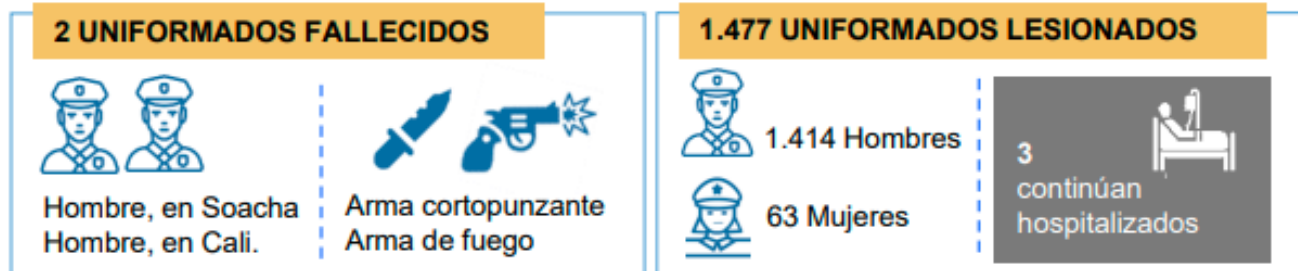 2 UNIFORMADOS FALLECIDOS
Hombre, en Soacha
Hombre, en Cali.
Arma cortopunzante
Arma de fuego
1.477 UNIFORMADOS LESIONADOS
1.414 Hombres
63 Mujeres
3
continúan
hospitalizados